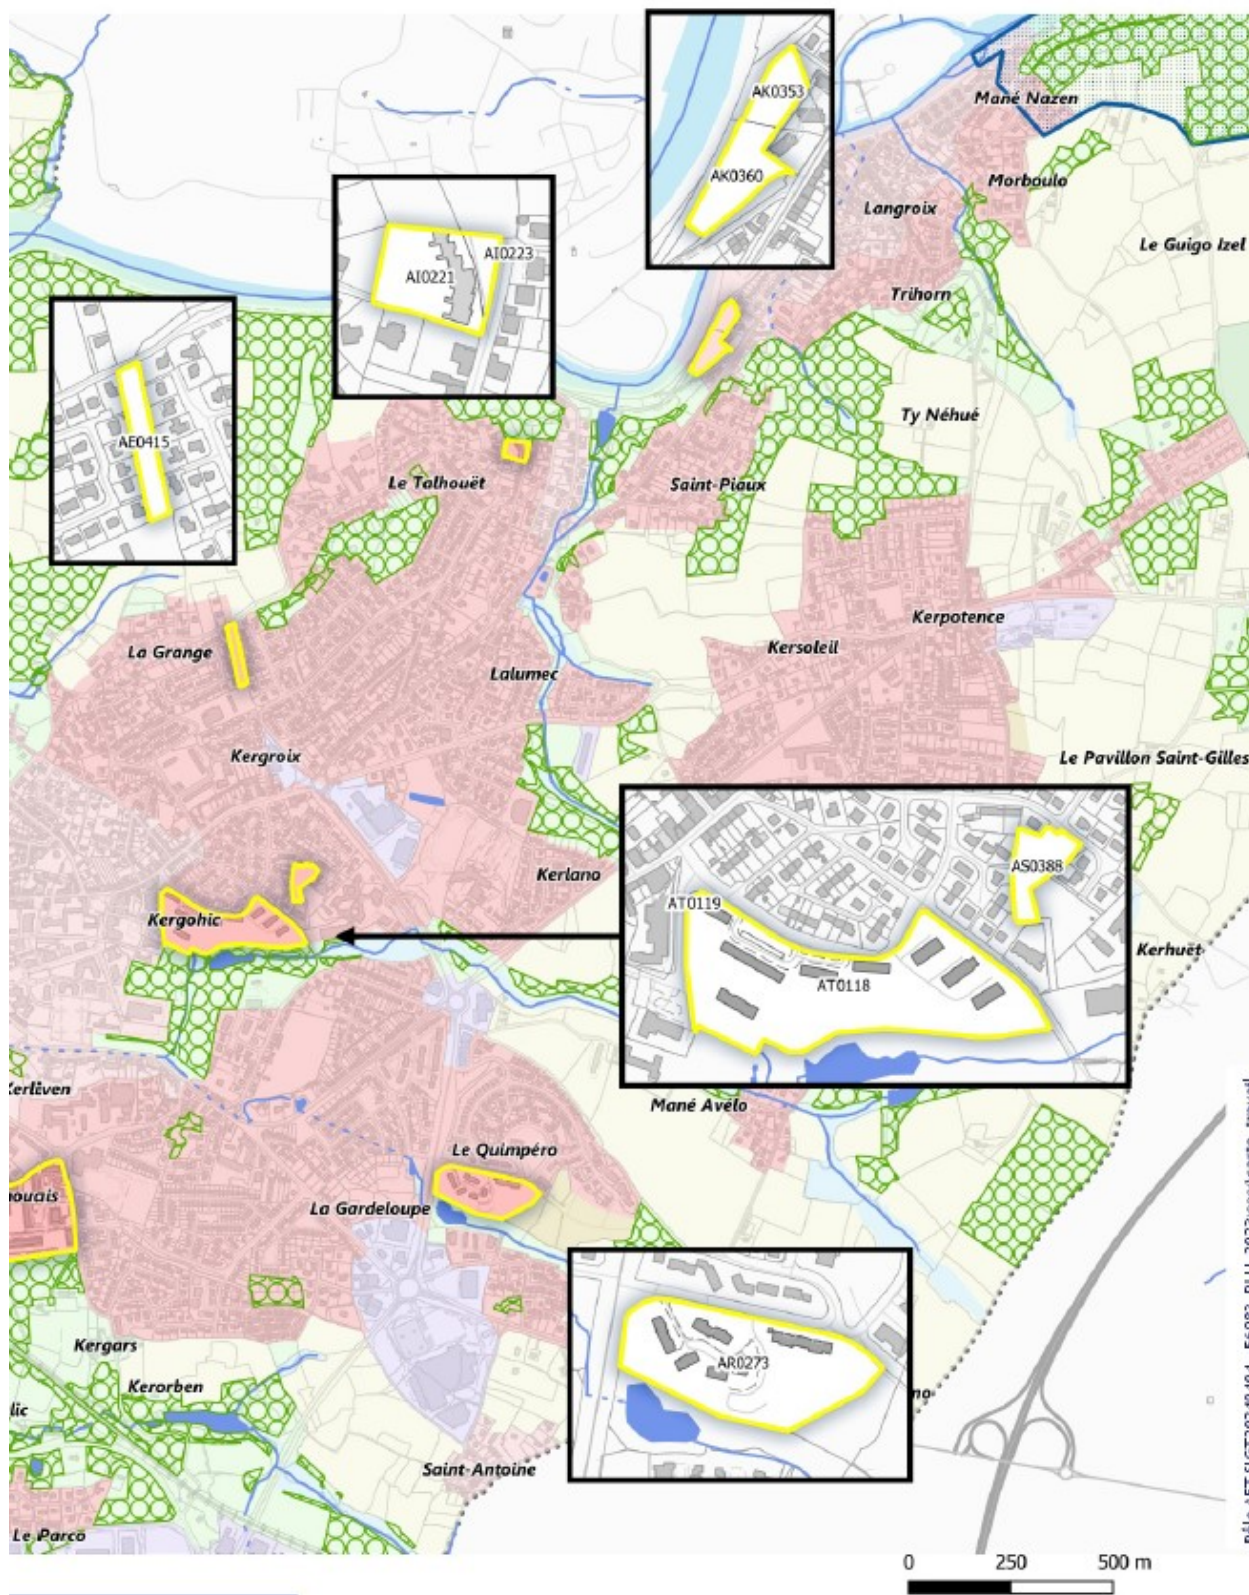 AK0353
AK0360
Mané Nazen
Morboulo
Langroix
Le Guigo Izel
Trihorn
AI0223
AI0221
AE0415
Ty Néhué
Le Talhouët
Saint-Piaux
Kerpotence
Kersoleil
La Grange
Lalumec
Kergroix
Le Pavillon Saint-Gilles
AS0388
AT0119
AT0118
Kerlano
Kergohic
Kerhuët
Kerlèven
Mané Avélo
Le Quimpéro
La Gardeloupe
AR0273
Kergars
Kerorben
Saint-Antoine
Le Parco
0 250 500 m